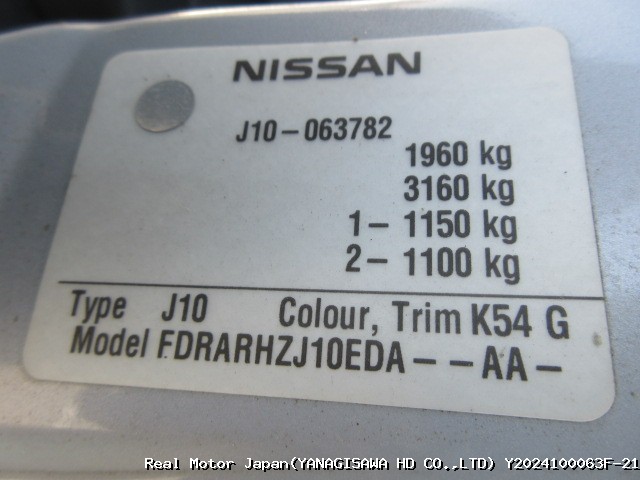 NISSAN
J10-063782
1960 kg
3160 kg
1- 1150 kg
2- 1100 kg
Type J10 Colour, Trim K54 G
Model FDRARHZJ10EDA--AA-
Real Motor Japan(YANAGISAWA HD CO.,LTD) Y2024100063F-21